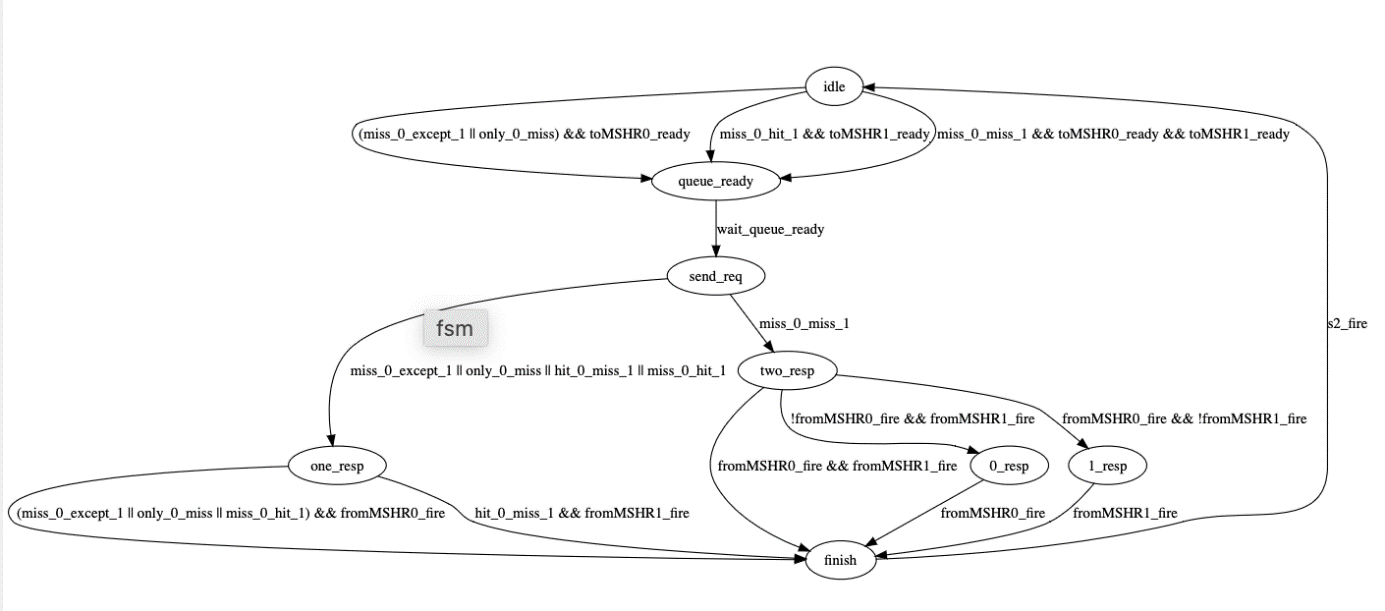 idle
(miss_0_except_1 || only_0_miss) && toMSHR0_ready
miss_0_hit_1 && toMSHR1_ready
miss_0_miss_1 && toMSHR0_ready && toMSHR1_ready
queue_ready
wait_queue_ready
send_req
fsm
miss_0_miss_1
s2_fire
miss_0_except_1 || only_0_miss || hit_0_miss_1 || miss_0_hit_1
two_resp
!fromMSHR0_fire && fromMSHR1_fire
fromMSHR0_fire && !fromMSHR1_fire
one_resp
fromMSHR0_fire && fromMSHR1_fire
0_resp
1_resp
(miss_0_except_1 || only_0_miss || miss_0_hit_1) && fromMSHR0_fire
hit_0_miss_1 && fromMSHR1_fire
fromMSHR0_fire
fromMSHR1_fire
finish